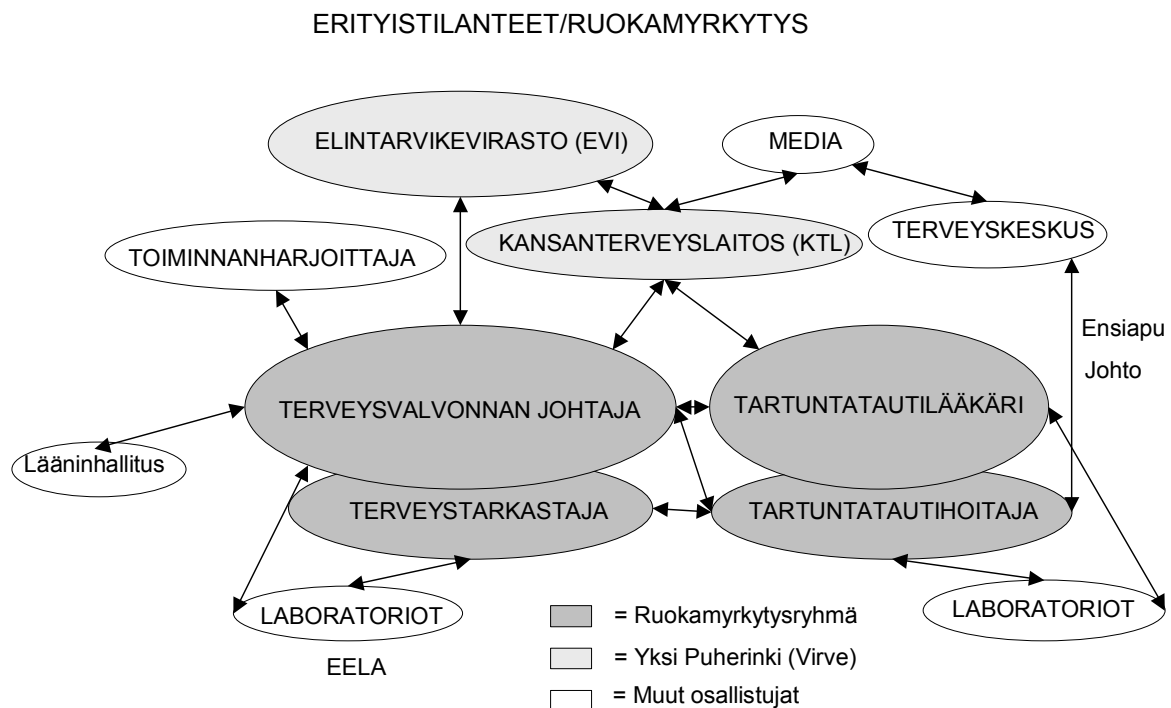 ERITYISTILANTEET/RUOKAMYRKYTYS
ELINTARVIKEVIRASTO (EVI)
MEDIA
TOIMINNANHARJOITTAJA
KANSANTERVEYSLAITOS (KTL)
TERVEYSKESKUS
Ensiapu
Johto
TERVEYSVALVONNAN JOHTAJA
TARTUNTATAUTILÄÄKÄRI
Lääninhallitus
TERVEYSTARKASTAJA
TARTUNTATAUTIHOITAJA
LABORATORIOT
EELA
LABORATORIOT
= Ruokamyrkytysryhmä
= Yksi Puherinki (Virve)
= Muut osallistujat